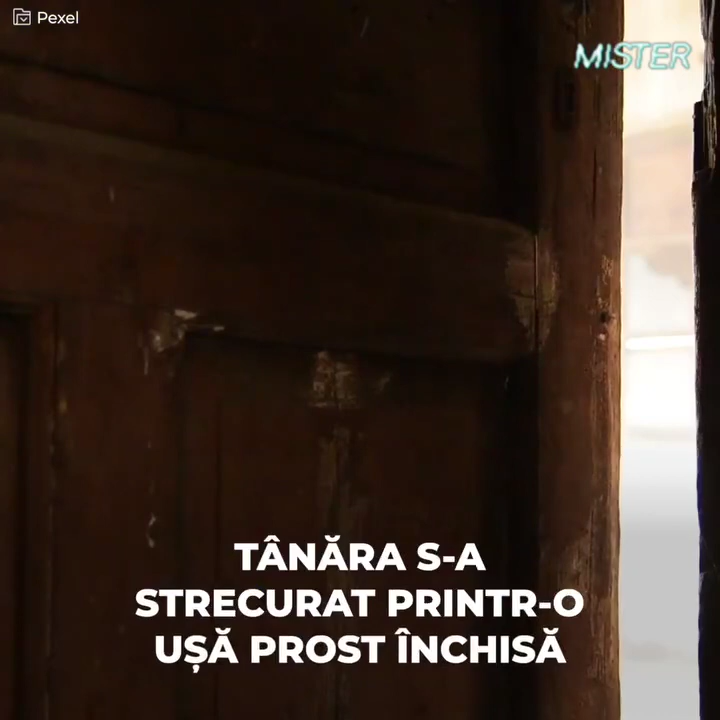 Pexel
MISTER
TÂNĂRA S-A
STRECURAT PRINTR-O
UȘĂ PROST ÎNCHISĂ